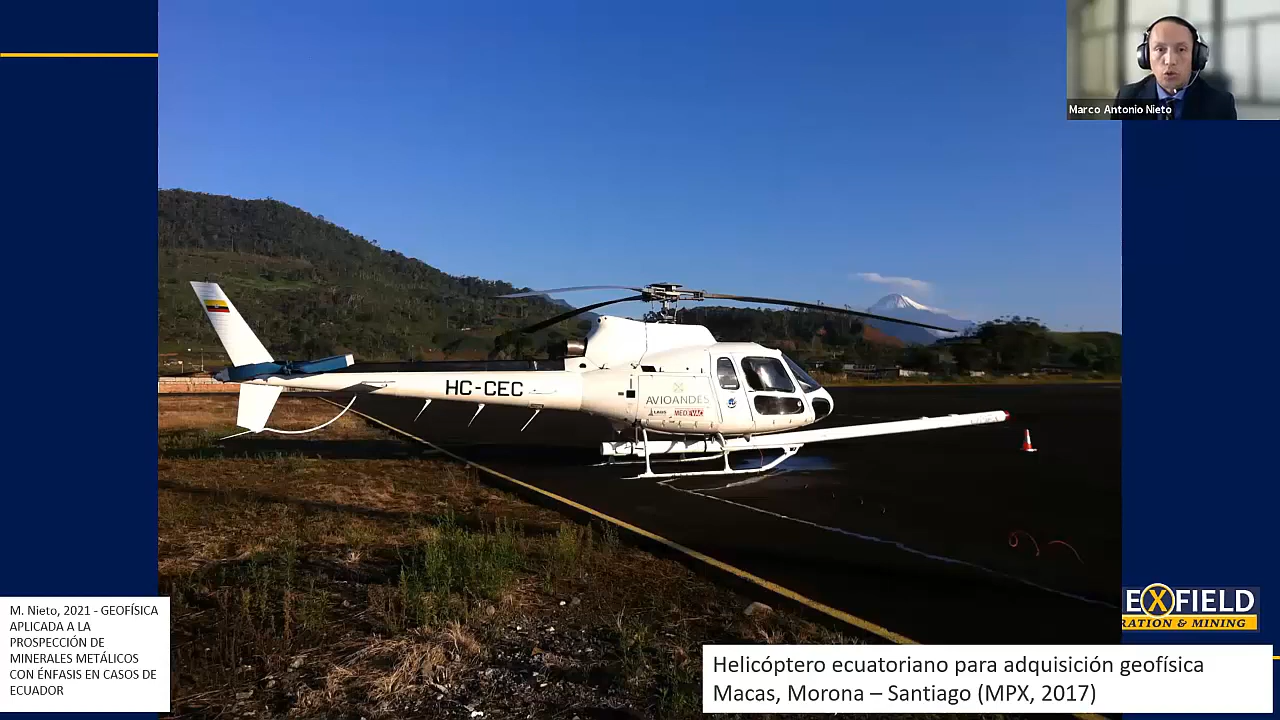 Marco Antonio Nieto
HC-CEC
AVIOANDES
MEDEVAC
M. Nieto, 2021 - GEOFÍSICA
APLICADA A LA
PROSPECCIÓN DE
MINERALES METÁLICOS
CON ÉNFASIS EN CASOS DE
ECUADOR
EXFIELD
RATION & MINING
Helicóptero ecuatoriano para adquisición geofísica
Macas, Morona – Santiago (MPX, 2017)